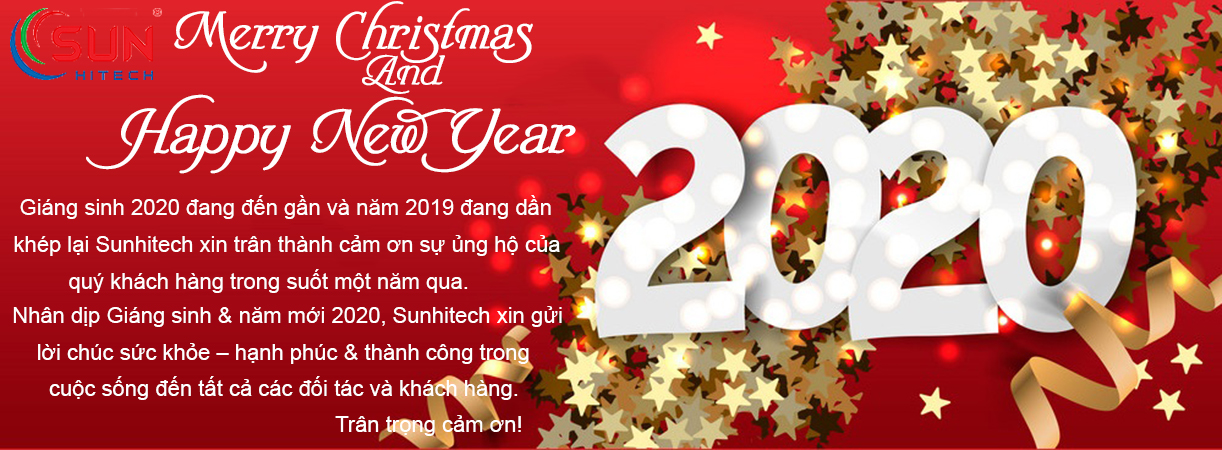 SUN®
HITECH
Merry Christmas
And
Happy New Year
2020
Giáng sinh 2020 đang đến gần và năm 2019 đang dần
khép lại Sunhitech xin trân thành cảm ơn sự ủng hộ của
quý khách hàng trong suốt một năm qua.
Nhân dịp Giáng sinh & năm mới 2020, Sunhitech xin gửi
lời chúc sức khỏe – hạnh phúc & thành công trong
cuộc sống đến tất cả các đối tác và khách hàng.
Trân trọng cảm ơn!